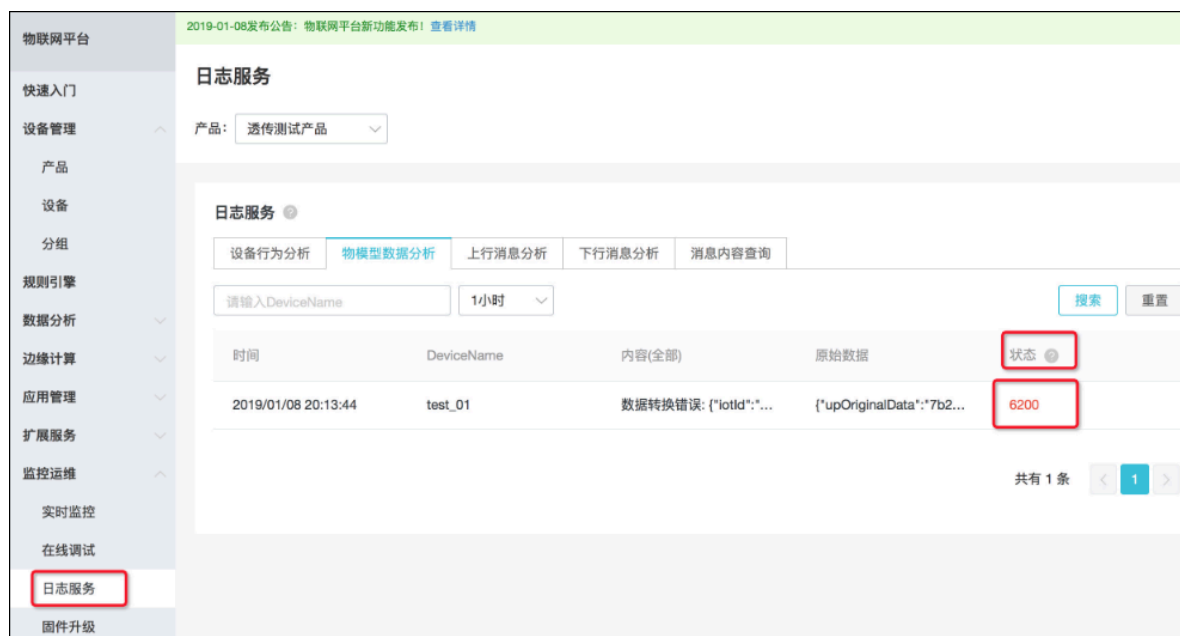 物联网平台
快速入门
设备管理
产品
设备
分组
规则引擎
数据分析
边缘计算
应用管理
扩展服务
监控运维
实时监控
在线调试
日志服务
固件升级
2019-01-08发布公告：物联网平台新功能发布！查看详情
日志服务
产品： 透传测试产品
日志服务
设备行为分析 物模型数据分析 上行消息分析 下行消息分析 消息内容查询
请输入DeviceName 1小时 搜索 重置
时间 DeviceName 内容(全部) 原始数据 状态
2019/01/08 20:13:44 test_01 数据转换错误: {"iotId":"... {"upOriginalData":"7b2... 6200
共有 1 条 < 1 >